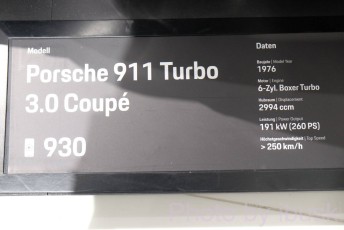 Modell
Porsche 911 Turbo
3.0 Coupé
930
Daten
Baujahr | Model Year
1976
Motor | Engine
6-Zyl. Boxer Turbo
Hubraum | Displacement
2994 ccm
Leistung | Power Output
191 kW (260 PS)
Höchstgeschwindigkeit | Top Speed
> 250 km/h